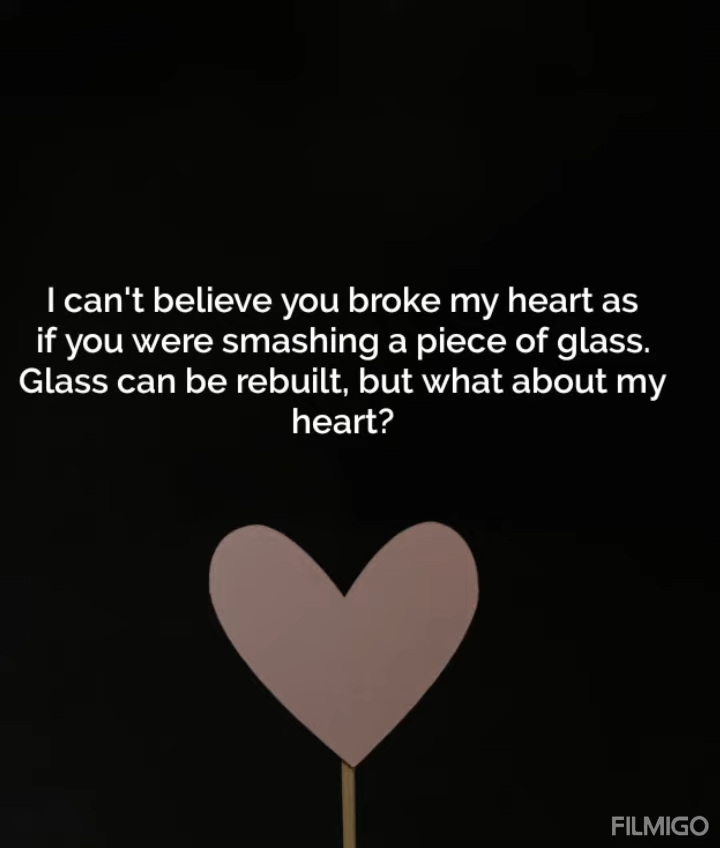 I can't believe you broke my heart as
if you were smashing a piece of glass.
Glass can be rebuilt, but what about my
heart?
FILMIGO